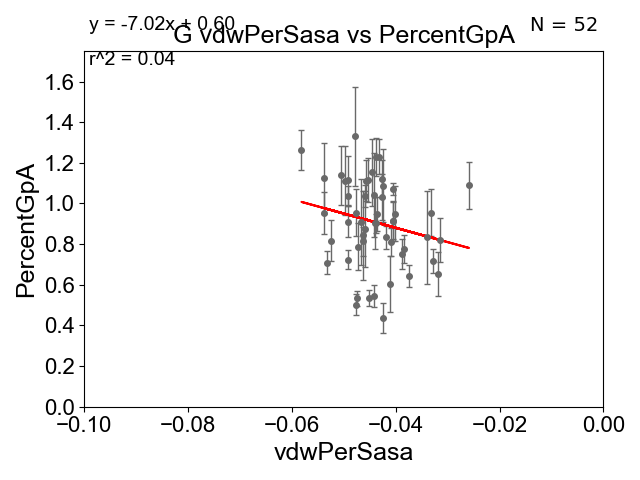 y = -7.02x + 0.60
N = 52
G vdwPerSasa vs PercentGpA
r^2 = 0.04
PercentGpA
1.6
1.4
1.2
1.0
0.8
0.6
0.4
0.2
0.0
−0.10
−0.08
−0.06
−0.04
−0.02
0.00
vdwPerSasa